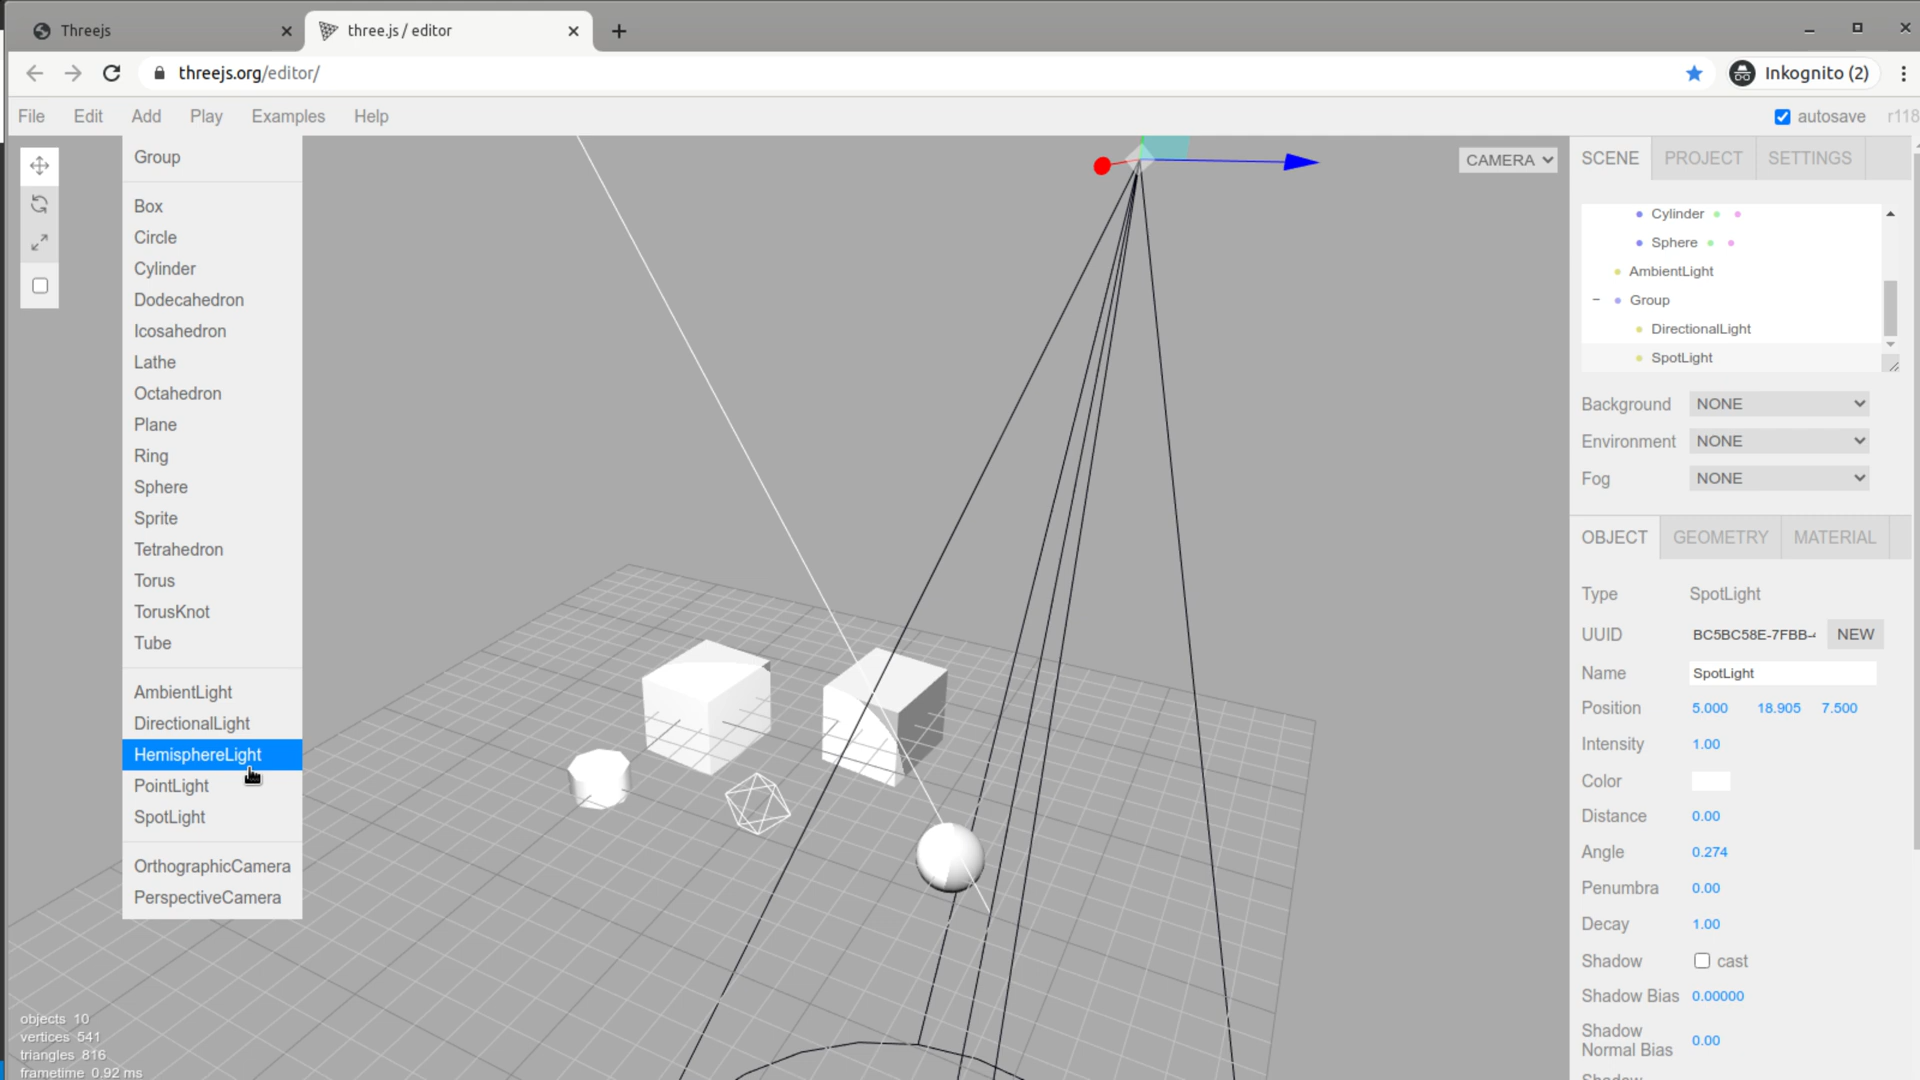 Threejs
three.js / editor
threejs.org/editor/
Inkognito (2)
File Edit Add Play Examples Help
autosave r118
Group
Box
Circle
Cylinder
Dodecahedron
Icosahedron
Lathe
Octahedron
Plane
Ring
Sphere
Sprite
Tetrahedron
Torus
TorusKnot
Tube
AmbientLight
DirectionalLight
HemisphereLight
PointLight
SpotLight
OrthographicCamera
PerspectiveCamera
objects 10
vertices 541
triangles 816
frametime 0.92 ms
CAMERA
SCENE PROJECT SETTINGS
Cylinder
Sphere
AmbientLight
Group
DirectionalLight
SpotLight
Background NONE
Environment NONE
Fog NONE
OBJECT GEOMETRY MATERIAL
Type SpotLight
UUID BC5BC58E-7FBB- NEW
Name SpotLight
Position 5.000 18.905 7.500
Intensity 1.00
Color
Distance 0.00
Angle 0.274
Penumbra 0.00
Decay 1.00
Shadow cast
Shadow Bias 0.00000
Shadow
Normal Bias 0.00